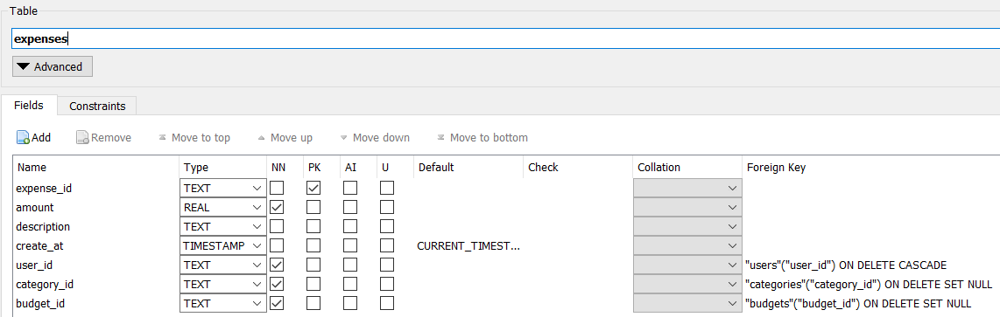 Table
expenses
Advanced
Fields Constraints
Add Remove Move to top Move up Move down Move to bottom
Name Type NN PK AI U Default Check Collation Foreign Key
expense_id TEXT
amount REAL
description TEXT
create_at TIMESTAMP CURRENT_TIMEST...
user_id TEXT "users"("user_id") ON DELETE CASCADE
category_id TEXT "categories"("category_id") ON DELETE SET NULL
budget_id TEXT "budgets"("budget_id") ON DELETE SET NULL